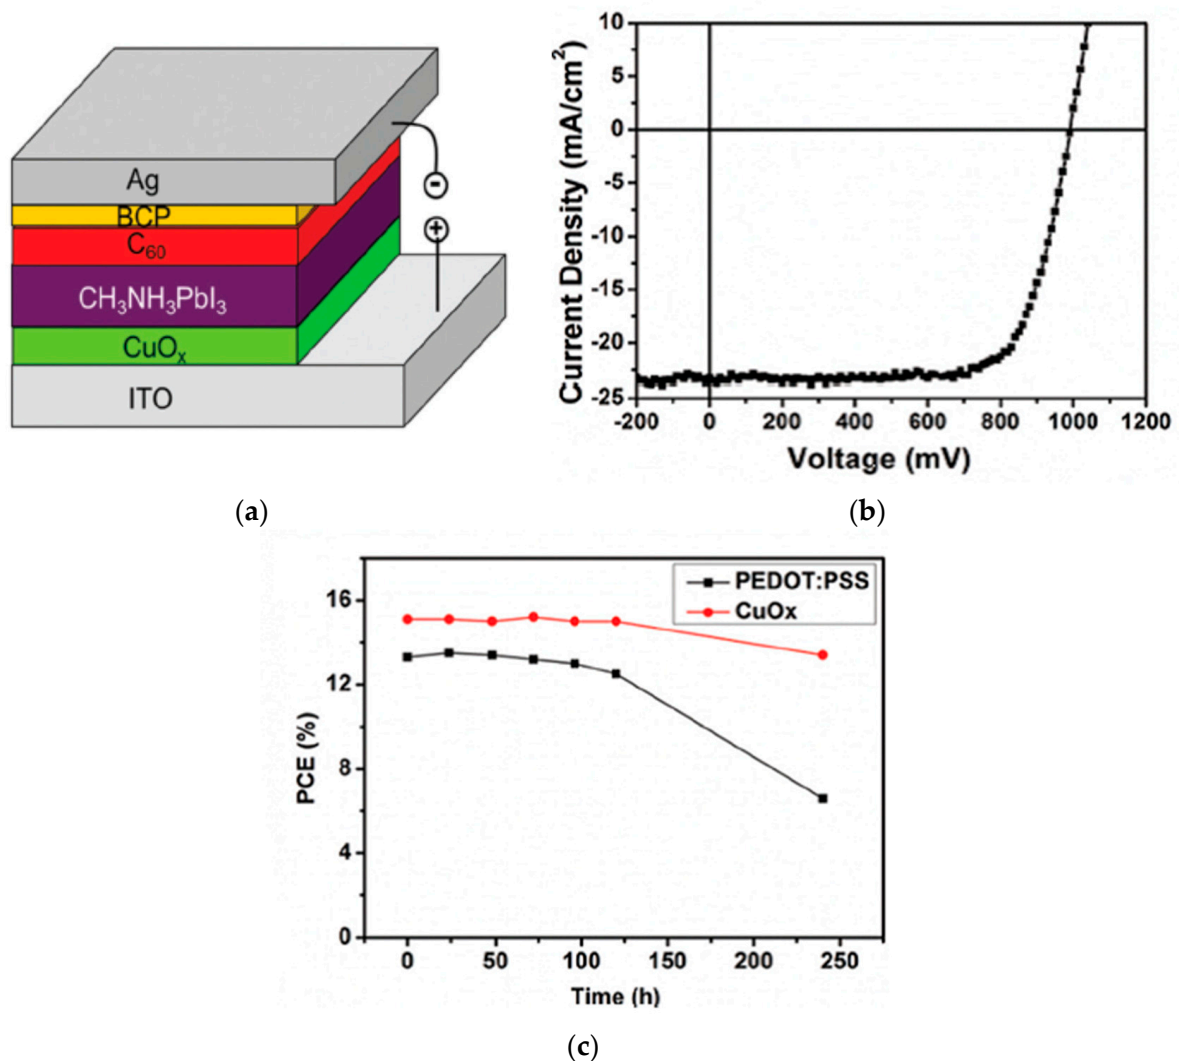 Ag
BCP
C₆₀
CH₃NH₃PbI₃
CuOₓ
ITO
-
+
(a)
Current Density (mA/cm²)
10
5
0
-5
-10
-15
-20
-25
-200 0 200 400 600 800 1000 1200
Voltage (mV)
(b)
PEDOT:PSS
CuOx
PCE (%)
16
12
8
4
0
0 50 100 150 200 250
Time (h)
(c)